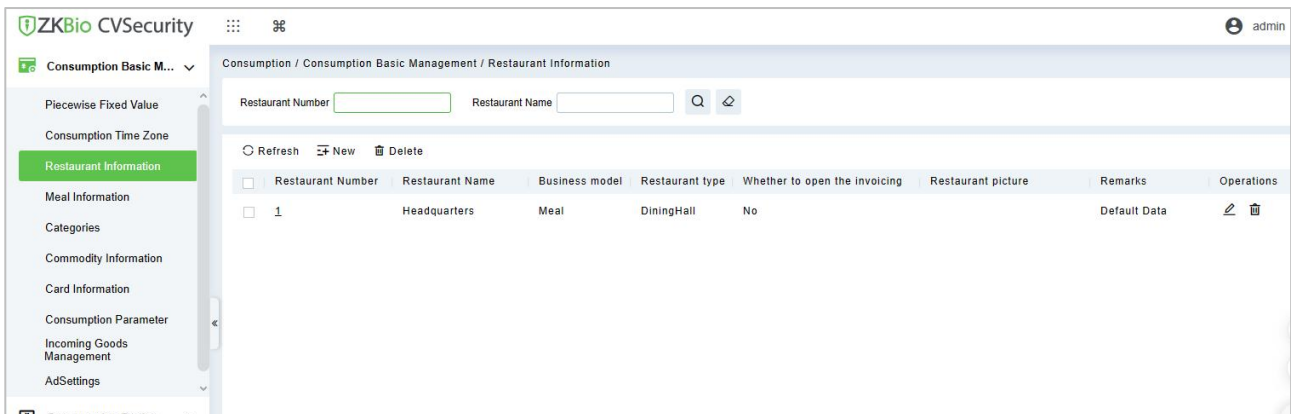 ZKBio CVSecurity
admin
Consumption Basic M...
Consumption / Consumption Basic Management / Restaurant Information
Piecewise Fixed Value
Consumption Time Zone
Restaurant Information
Meal Information
Categories
Commodity Information
Card Information
Consumption Parameter
Incoming Goods
Management
AdSettings
Restaurant Number Restaurant Name
Refresh New Delete
Restaurant Number Restaurant Name Business model Restaurant type Whether to open the invoicing Restaurant picture Remarks Operations
1 Headquarters Meal DiningHall No Default Data